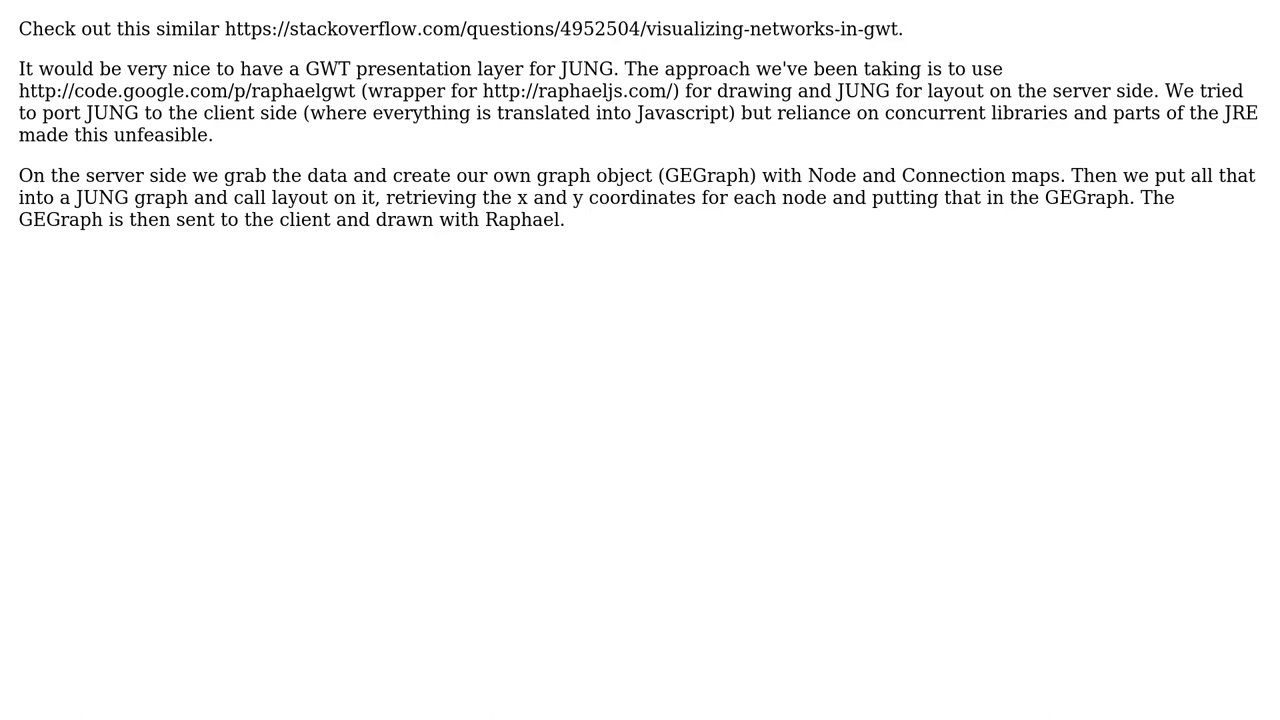 Check out this similar https://stackoverflow.com/questions/4952504/visualizing-networks-in-gwt.
It would be very nice to have a GWT presentation layer for JUNG. The approach we've been taking is to use
http://code.google.com/p/raphaelgwt (wrapper for http://raphaeljs.com/) for drawing and JUNG for layout on the server side. We tried
to port JUNG to the client side (where everything is translated into Javascript) but reliance on concurrent libraries and parts of the JRE
made this unfeasible.
On the server side we grab the data and create our own graph object (GEGraph) with Node and Connection maps. Then we put all that
into a JUNG graph and call layout on it, retrieving the x and y coordinates for each node and putting that in the GEGraph. The
GEGraph is then sent to the client and drawn with Raphael.